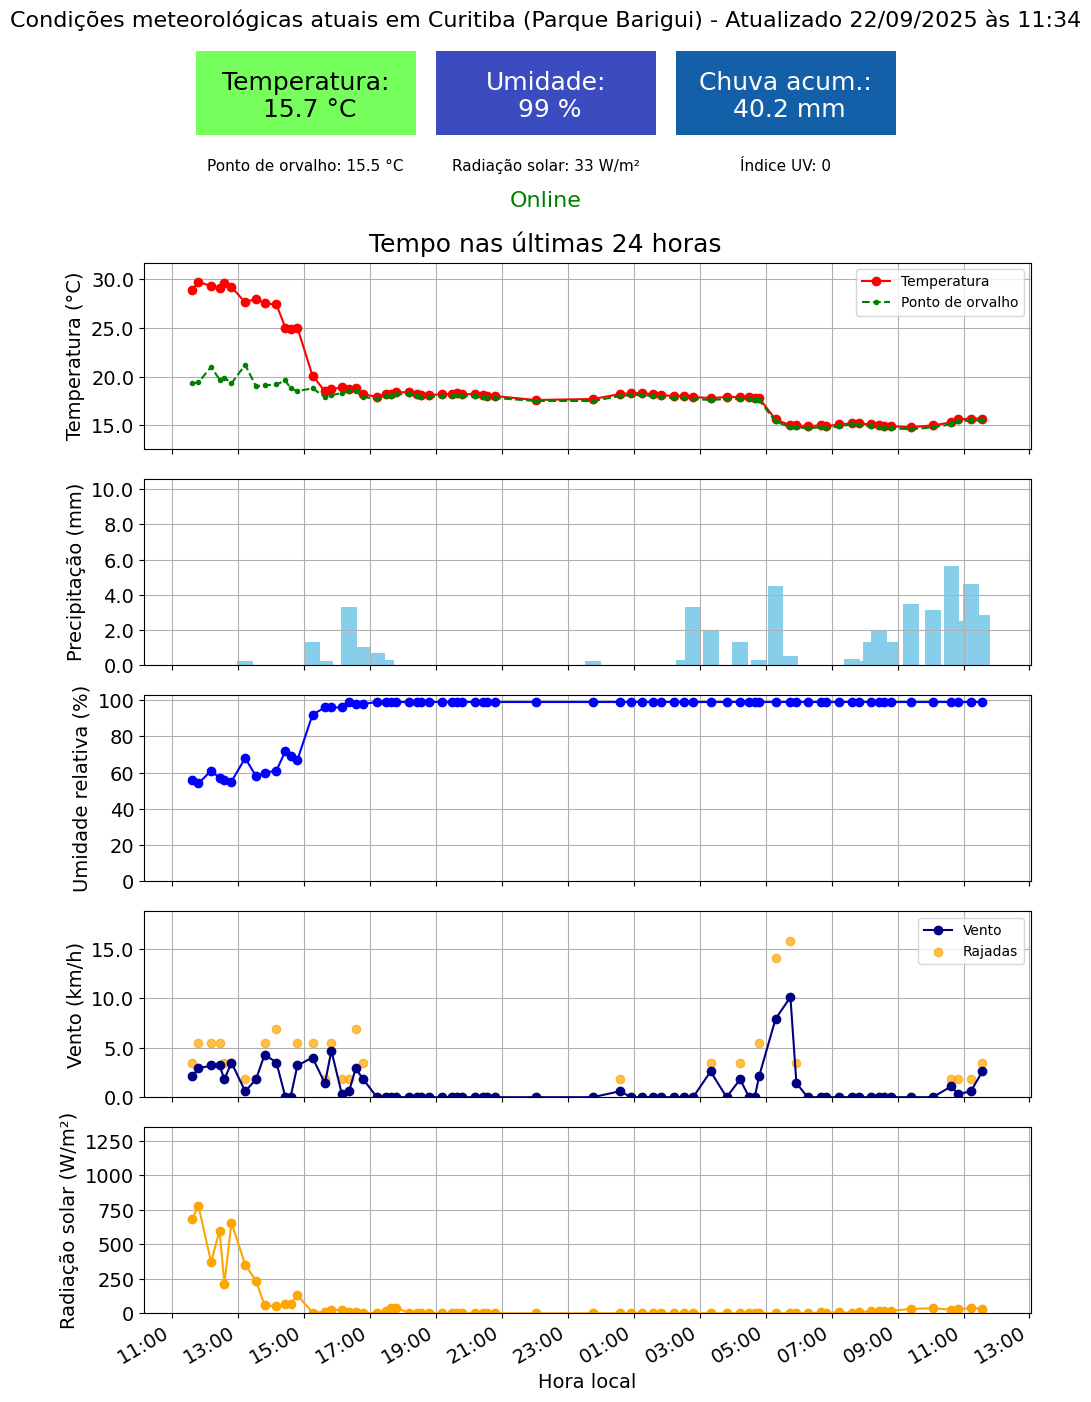 Condições meteorológicas atuais em Curitiba (Parque Barigui) - Atualizado 22/09/2025 às 11:34
Temperatura:
15.7 °C
Umidade:
99 %
Chuva acum.:
40.2 mm
Ponto de orvalho: 15.5 °C
Radiação solar: 33 W/m²
Índice UV: 0
Online
Tempo nas últimas 24 horas
Temperatura (°C)
30.0
25.0
20.0
15.0
Temperatura
Ponto de orvalho
Precipitação (mm)
10.0
8.0
6.0
4.0
2.0
0.0
Umidade relativa (%)
100
80
60
40
20
0
Vento (km/h)
15.0
10.0
5.0
0.0
Vento
Rajadas
Radiação solar (W/m²)
1250
1000
750
500
250
0
11:00
13:00
15:00
17:00
19:00
21:00
23:00
01:00
03:00
05:00
07:00
09:00
11:00
13:00
Hora local